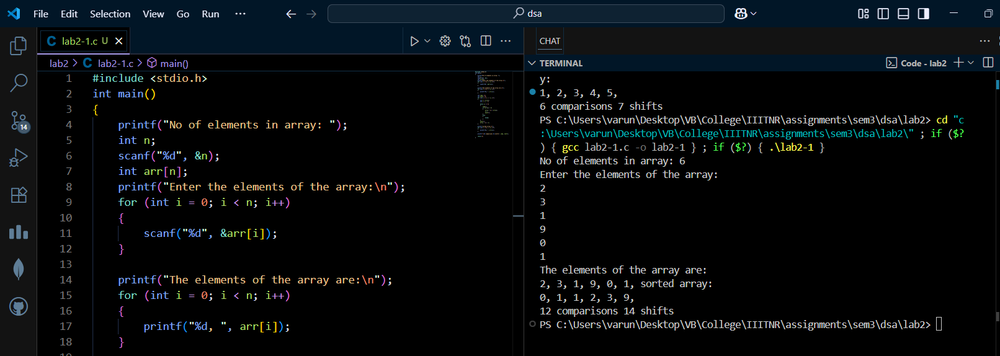 File Edit Selection View Go Run ··· dsa
lab2-1.c U
lab2 > C lab2-1.c > main()
1 #include <stdio.h>
2 int main()
3 {
4 printf("No of elements in array: ");
5 int n;
6 scanf("%d", &n);
7 int arr[n];
8 printf("Enter the elements of the array:\n");
9 for (int i = 0; i < n; i++)
10 {
11 scanf("%d", &arr[i]);
12 }
13
14 printf("The elements of the array are:\n");
15 for (int i = 0; i < n; i++)
16 {
17 printf("%d, ", arr[i]);
18 }
14
CHAT
TERMINAL
Code - lab2
y:
1, 2, 3, 4, 5,
6 comparisons 7 shifts
PS C:\Users\varun\Desktop\VB\College\IIITNR\assignments\sem3\dsa\lab2> cd "c
:\Users\varun\Desktop\VB\College\IIITNR\assignments\sem3\dsa\lab2\" ; if ($?
) { gcc lab2-1.c -o lab2-1 } ; if ($?) { .\lab2-1 }
No of elements in array: 6
Enter the elements of the array:
2
3
1
9
0
1
The elements of the array are:
2, 3, 1, 9, 0, 1, sorted array:
0, 1, 1, 2, 3, 9,
12 comparisons 14 shifts
PS C:\Users\varun\Desktop\VB\College\IIITNR\assignments\sem3\dsa\lab2>